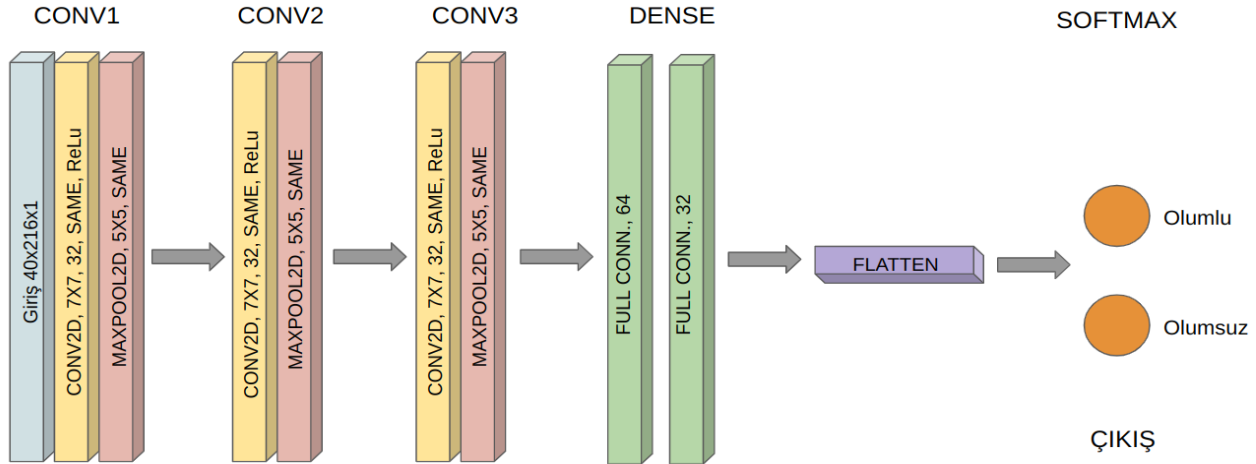 CONV1
CONV2
CONV3
DENSE
SOFTMAX
Giriş 40x216x1
CONV2D, 7X7, 32, SAME, ReLu
MAXPOOL2D, 5X5, SAME
CONV2D, 7X7, 32, SAME, ReLu
MAXPOOL2D, 5X5, SAME
CONV2D, 7X7, 32, SAME, ReLu
MAXPOOL2D, 5X5, SAME
FULL CONN., 64
FULL CONN., 32
FLATTEN
Olumlu
Olumsuz
ÇIKIŞ